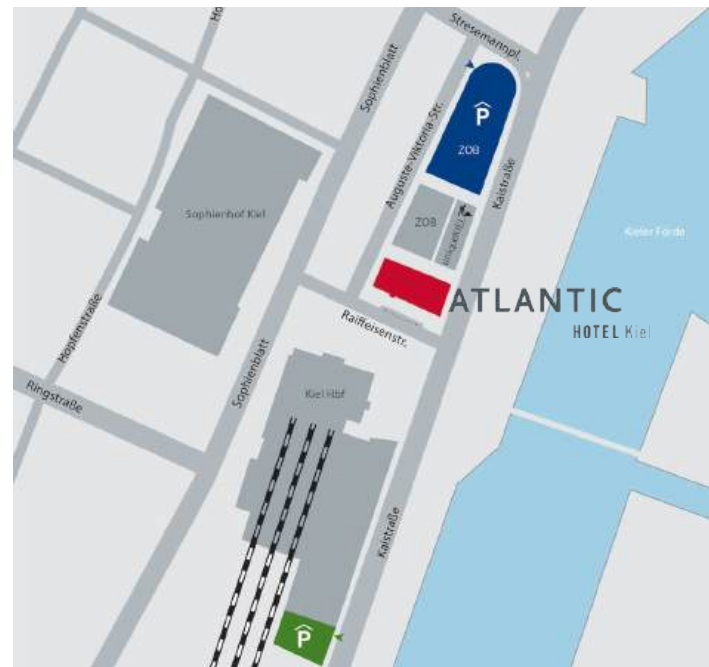 Ho
Stresemannpl.
Sophienblatt
P
ZOB
Auguste-Viktoria-Str.
Kaistraße
Sophienhof Kiel
ZOB
Kieler Förde
ATLANTIC
HOTEL Kiel
Raiffeisenstr.
Hopfenstraße
Sophienblatt
Ringstraße
Kiel Hbf
Kaistraße
P